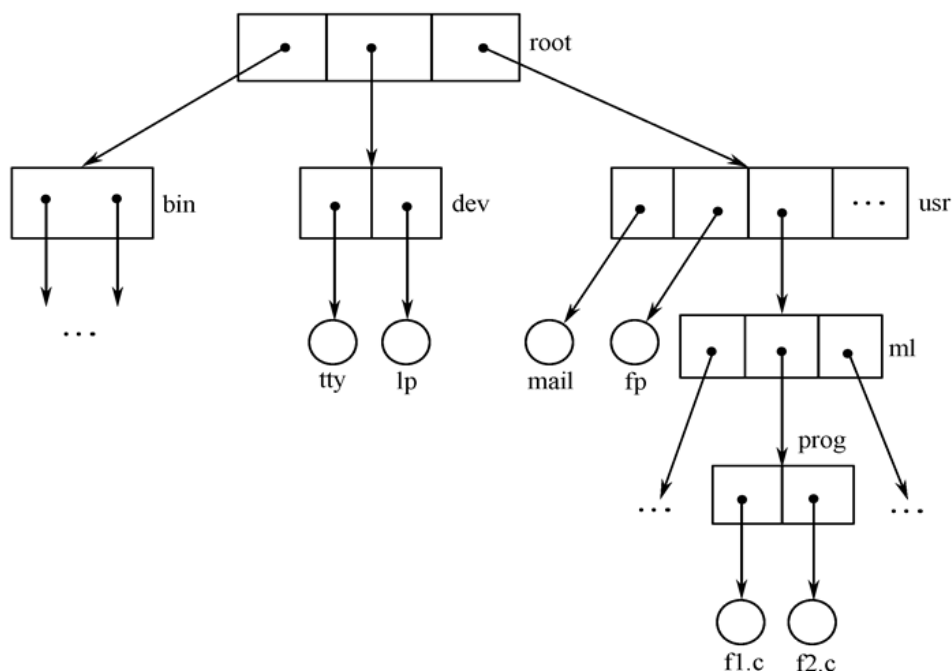 root
bin
dev
...
usr
...
tty
lp
mail
fp
ml
prog
...
...
f1.c
f2.c